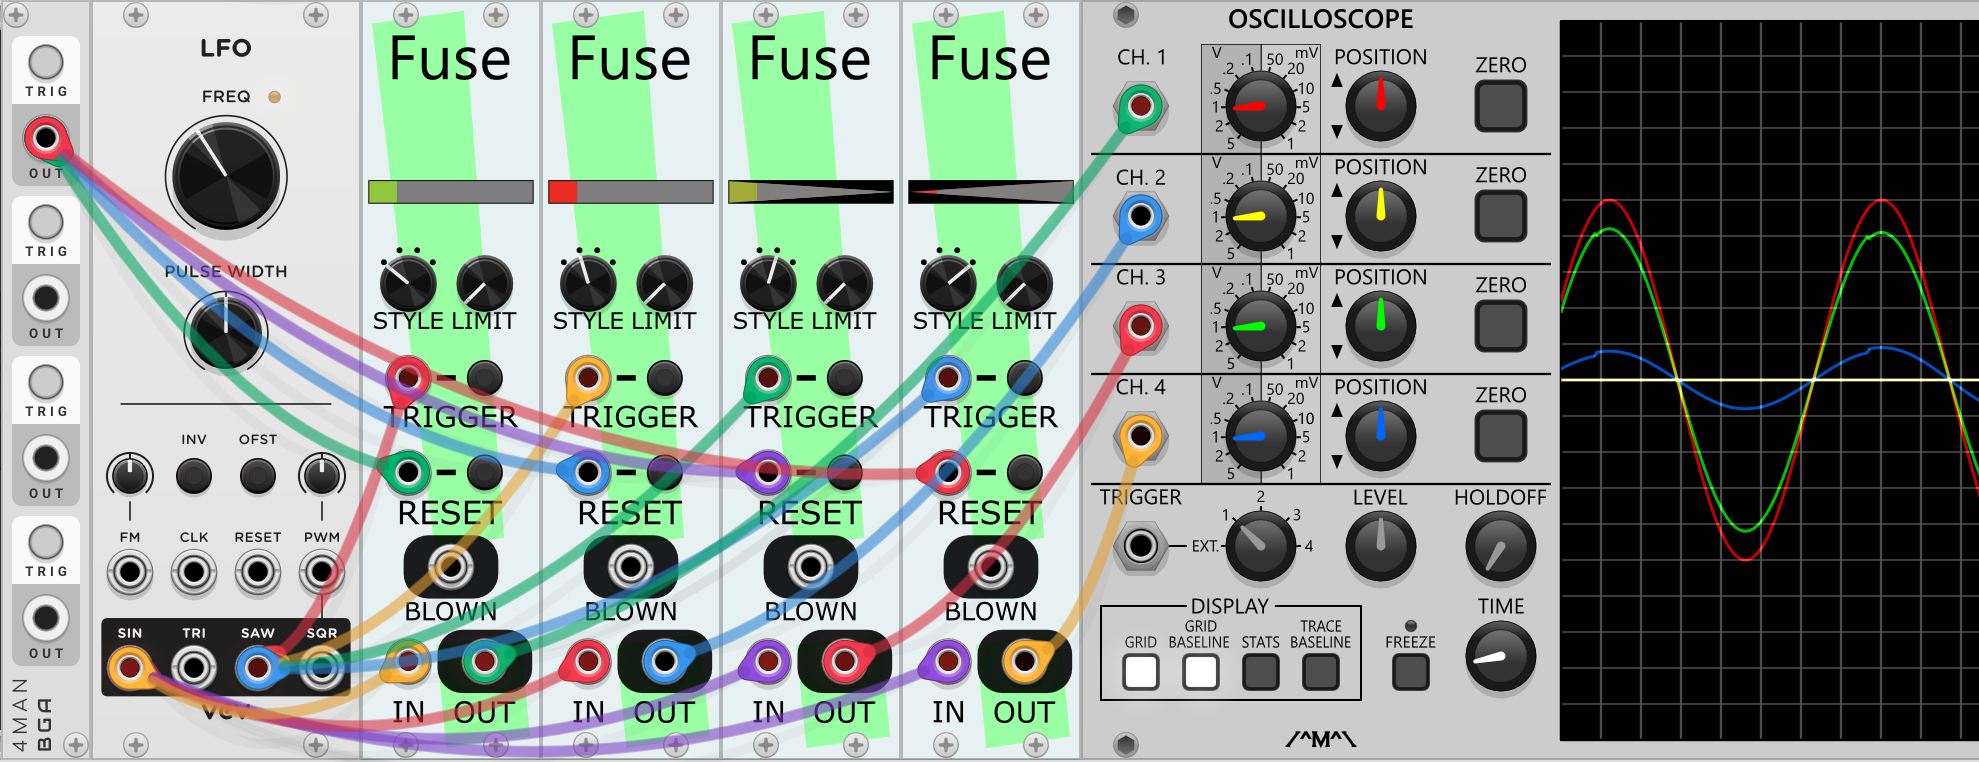 TRIG
OUT
TRIG
OUT
TRIG
OUT
TRIG
OUT
4MAN
BGA
LFO
FREQ
PULSE WIDTH
INV OFST
FM CLK RESET PWM
SIN TRI SAW SQR
VCV
Fuse
STYLE LIMIT
TRIGGER
RESET
BLOWN
IN OUT
Fuse
STYLE LIMIT
TRIGGER
RESET
BLOWN
IN OUT
Fuse
STYLE LIMIT
TRIGGER
RESET
BLOWN
IN OUT
Fuse
STYLE LIMIT
TRIGGER
RESET
BLOWN
IN OUT
OSCILLOSCOPE
CH. 1
V .1 50 mV
.2 20
.5 10
1 5
2 2
5 1
POSITION
ZERO
CH. 2
V .1 50 mV
.2 20
.5 10
1 5
2 2
5 1
POSITION
ZERO
CH. 3
V .1 50 mV
.2 20
.5 10
1 5
2 2
5 1
POSITION
ZERO
CH. 4
V .1 50 mV
.2 20
.5 10
1 5
2 2
5 1
POSITION
ZERO
TRIGGER
EXT. 1 2 3 4
LEVEL
HOLDOFF
DISPLAY
GRID
GRID BASELINE
STATS
TRACE BASELINE
FREEZE
TIME